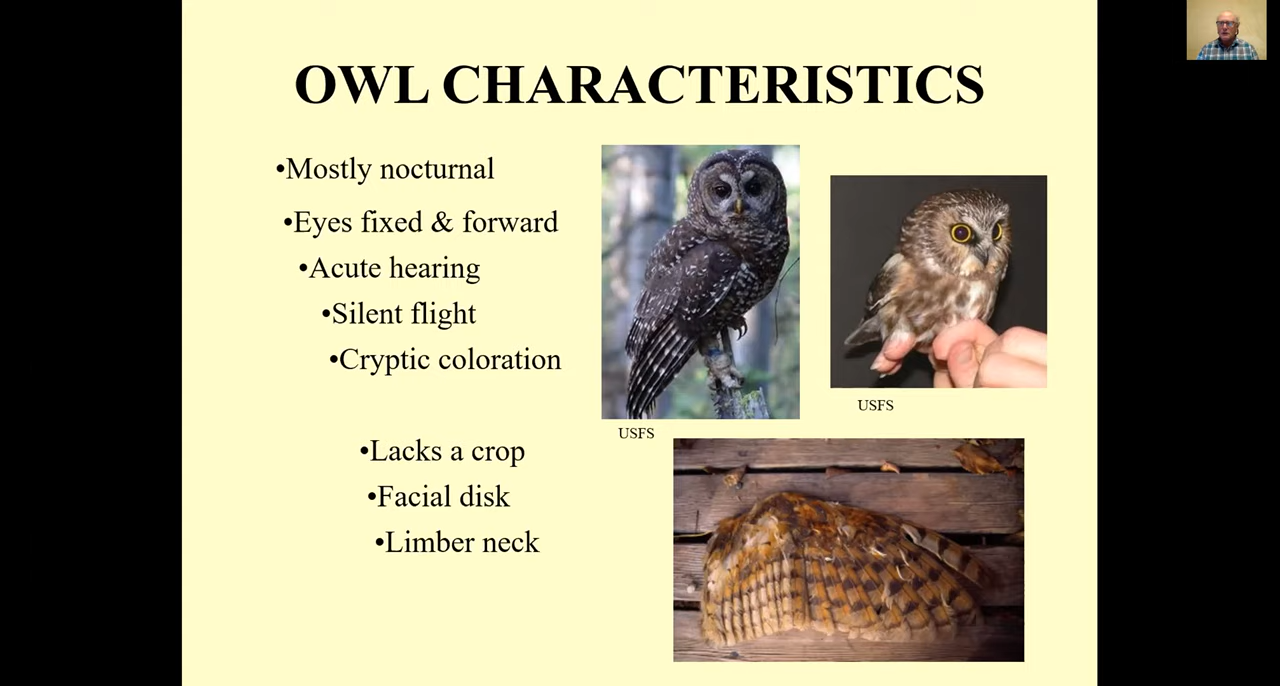 OWL CHARACTERISTICS
•Mostly nocturnal
•Eyes fixed & forward
•Acute hearing
•Silent flight
•Cryptic coloration
•Lacks a crop
•Facial disk
•Limber neck
USFS
USFS